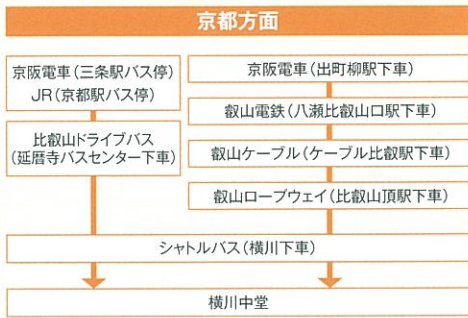 京都方面
京阪電車(三条駅バス停)
JR(京都駅バス停)
比叡山ドライブバス
(延暦寺バスセンター下車)
京阪電車(出町柳駅下車)
叡山電鉄(八瀬比叡山口駅下車)
叡山ケーブル(ケーブル比叡駅下車)
叡山ロープウェイ(比叡山頂駅下車)
シャトルバス(横川下車)
横川中堂